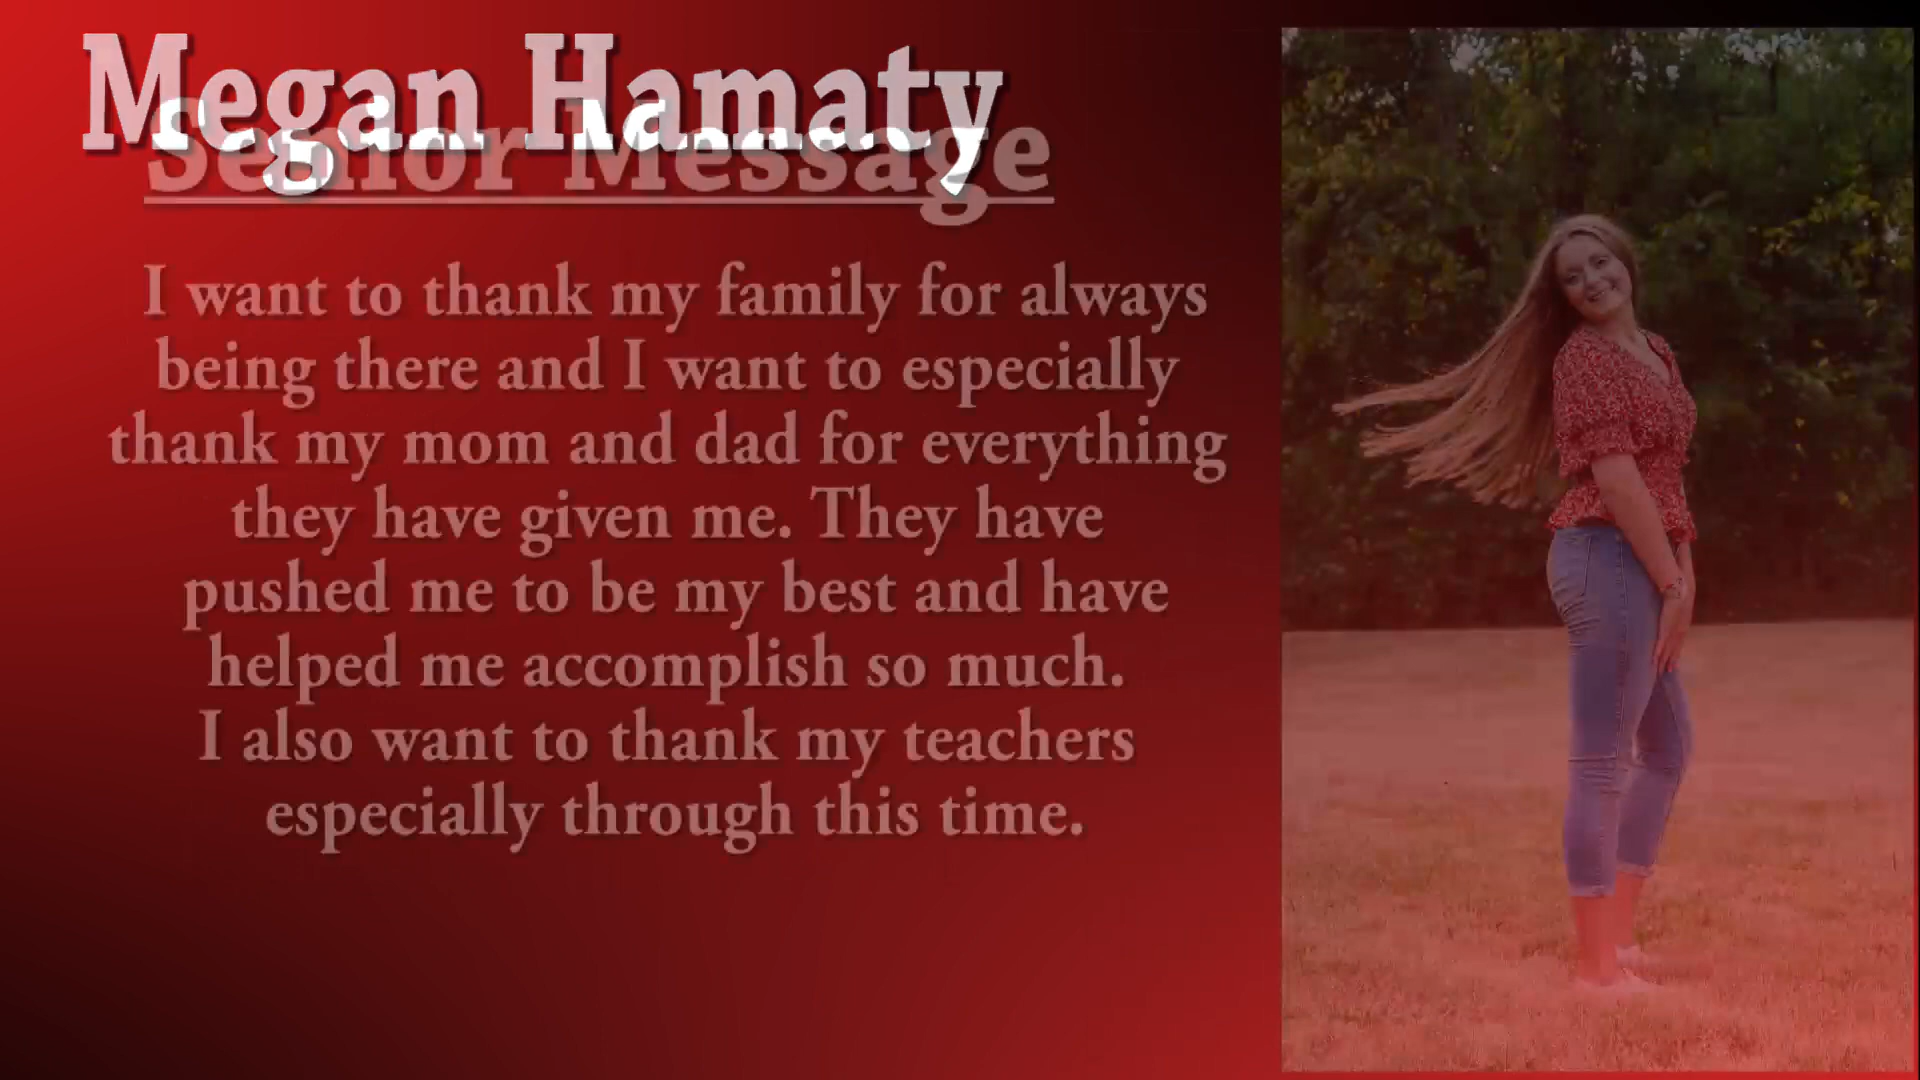 Megan Hamaty
Senior Message
I want to thank my family for always
being there and I want to especially
thank my mom and dad for everything
they have given me. They have
pushed me to be my best and have
helped me accomplish so much.
I also want to thank my teachers
especially through this time.